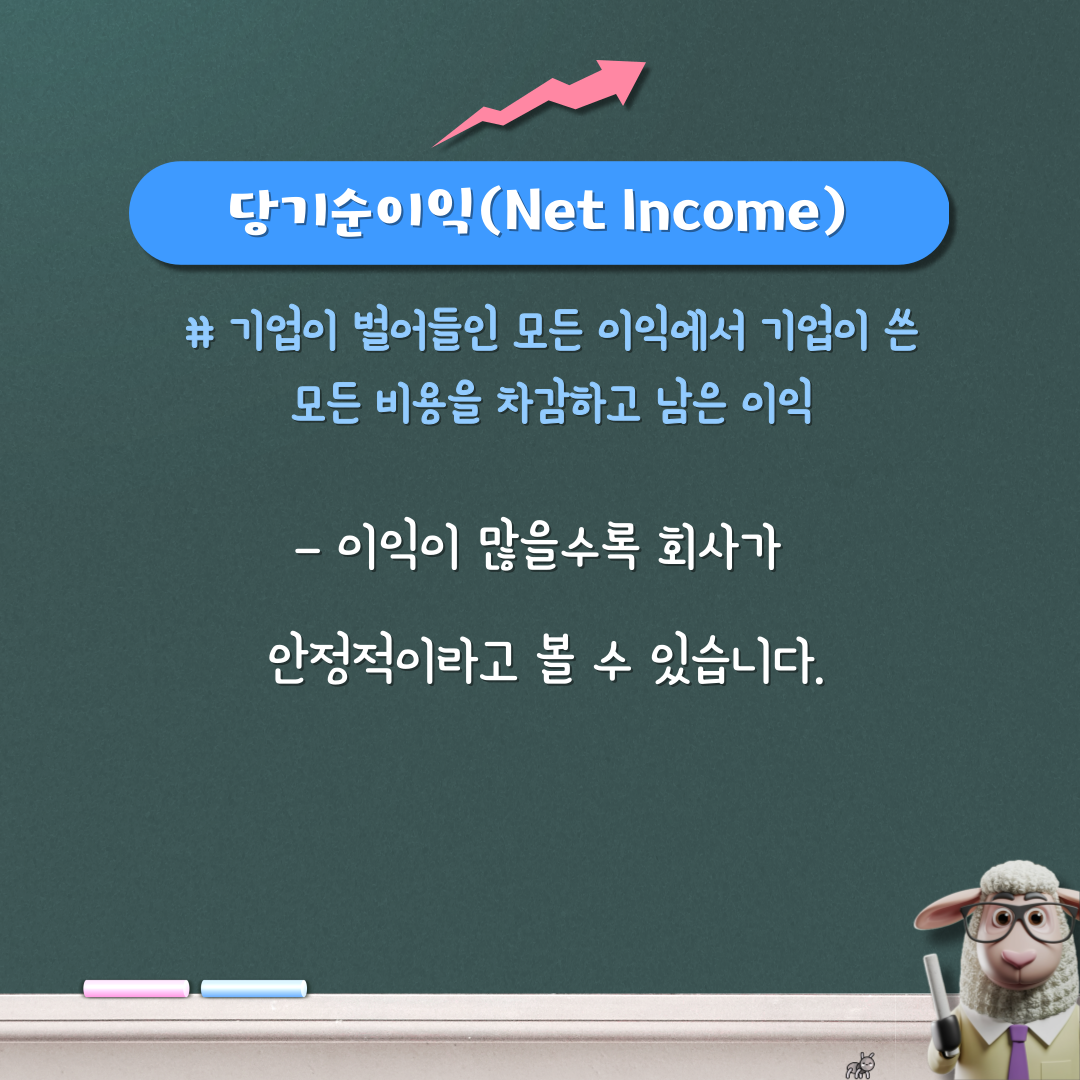 당기순이익(Net Income)
# 기업이 벌어들인 모든 이익에서 기업이 쓴
모든 비용을 차감하고 남은 이익
- 이익이 많을수록 회사가
안정적이라고 볼 수 있습니다.